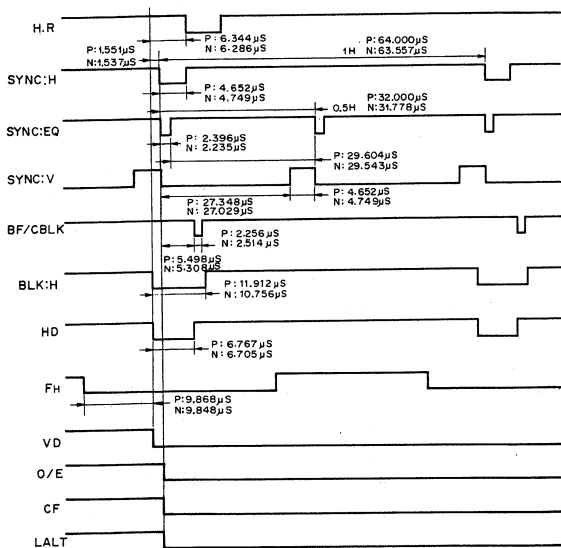 H.R
P: 6.344µS
N: 6.286µS
P:1.551µS
N:1.537µS
P:64.000µS
N: 63.557µS
1H
SYNC:H
P: 4.652µS
N: 4.749µS
P:32.000µS
N:31.778µS
0.5H
SYNC:EQ
P: 2.396µS
N: 2.235µS
P: 29.604µS
N: 29.543µS
SYNC:V
P: 27.348µS
N: 27.029µS
P: 4.652µS
N: 4.749µS
BF/CBLK
P: 2.256µS
N: 2.514µS
P: 5.498µS
N: 5.308µS
BLK:H
P: 11.912µS
N: 10.756µS
HD
P: 6.767µS
N: 6.705µS
FH
P: 9.868µS
N: 9.848µS
VD
O/E
CF
LALT